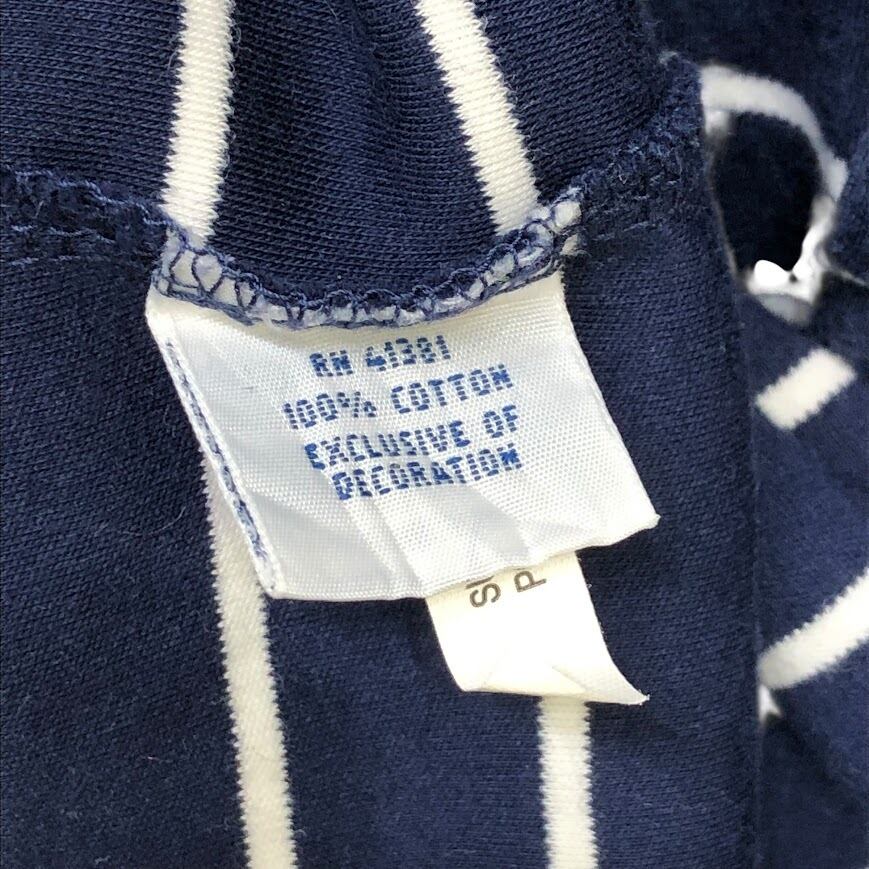 RN 41381
100% COTTON
EXCLUSIVE OF
DECORATION